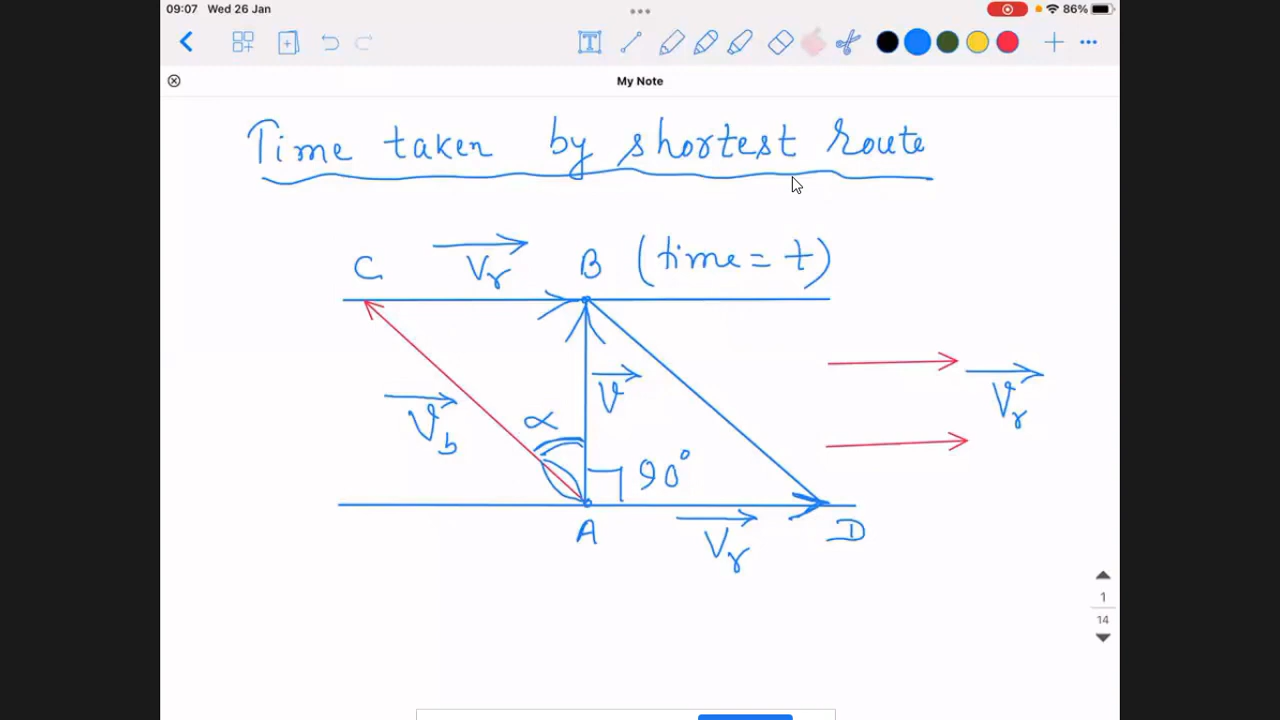 09:07 Wed 26 Jan
86%
My Note
Time taken by shortest route
C Vr B (time = t)
Vr
V
Vb
α
90°
A D
Vr
1
14